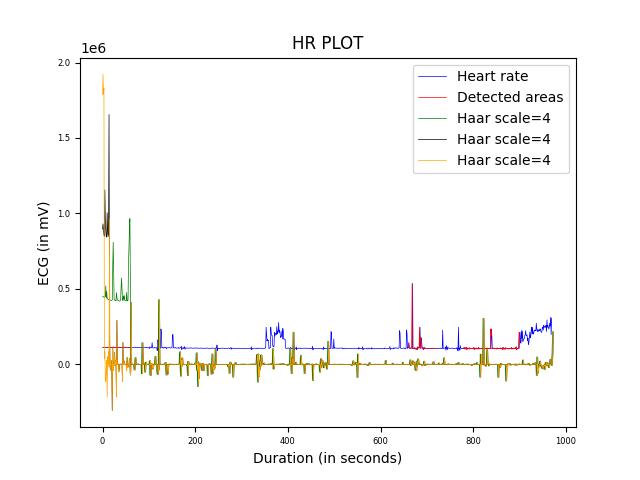 HR PLOT
1e6
2.0
1.5
1.0
0.5
0.0
ECG (in mV)
Heart rate
Detected areas
Haar scale=4
Haar scale=4
Haar scale=4
0
200
400
600
800
1000
Duration (in seconds)